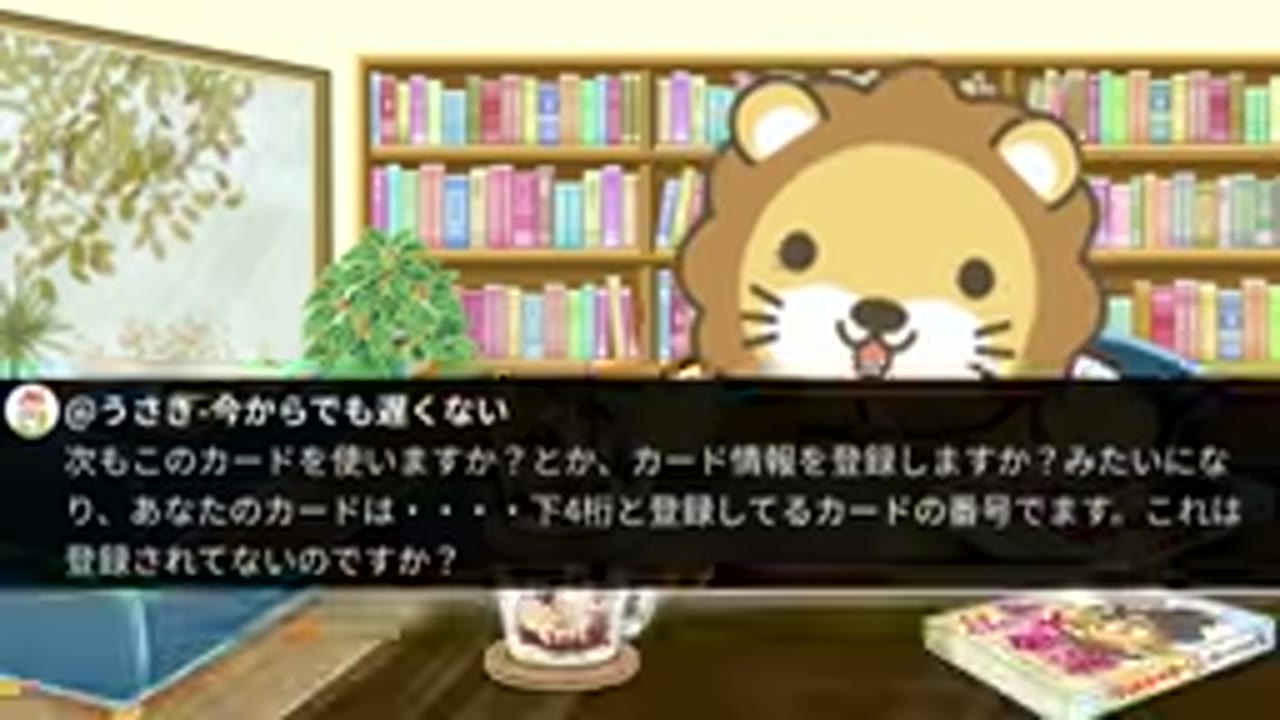 @うさぎ-今からでも遅くない
次もこのカードを使いますか？とか、カード情報を登録しますか？みたいにな
り、あなたのカードは・・・・下4桁と登録してるカードの番号でます。これは
登録されてないのですか？